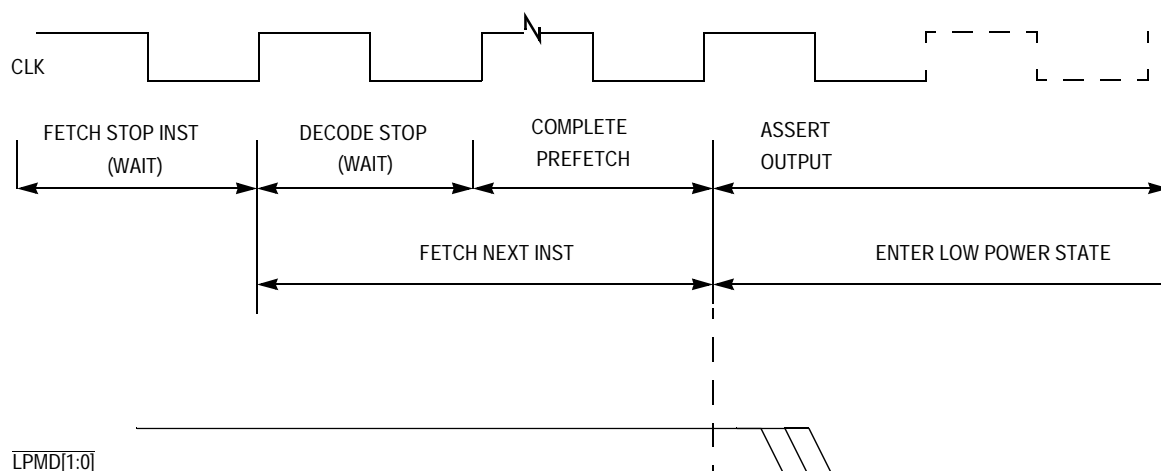 CLK
FETCH STOP INST
(WAIT)
DECODE STOP
(WAIT)
COMPLETE
PREFETCH
ASSERT
OUTPUT
FETCH NEXT INST
ENTER LOW POWER STATE
LPMD[1:0]